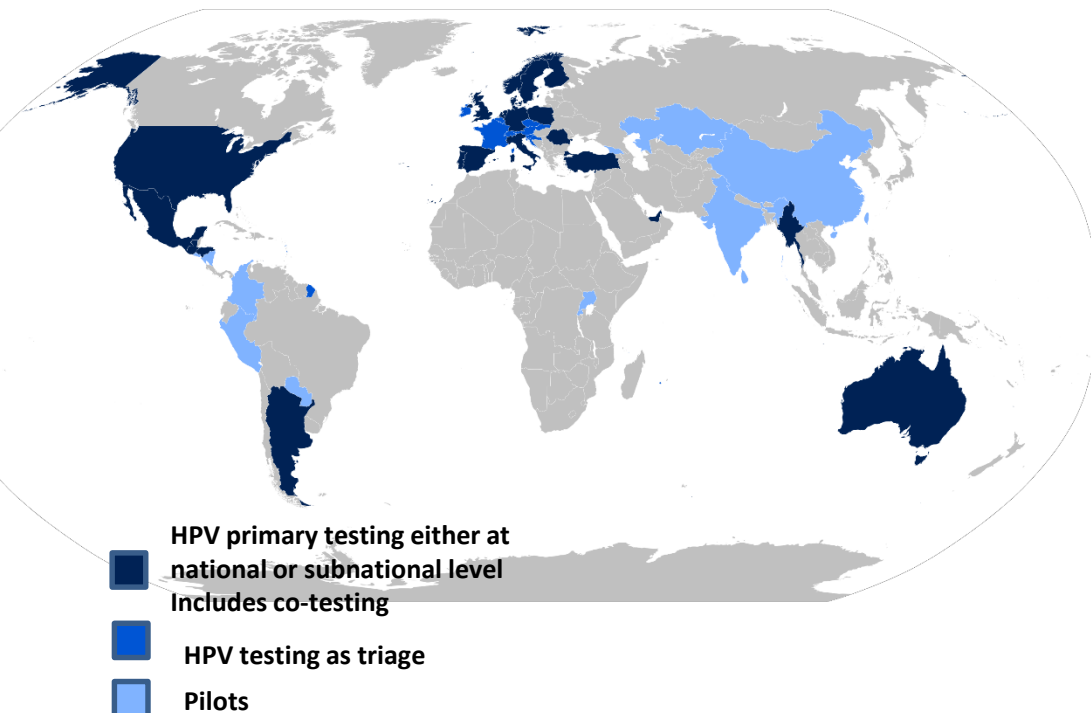 HPV primary testing either at
national or subnational level
Includes co-testing
HPV testing as triage
Pilots